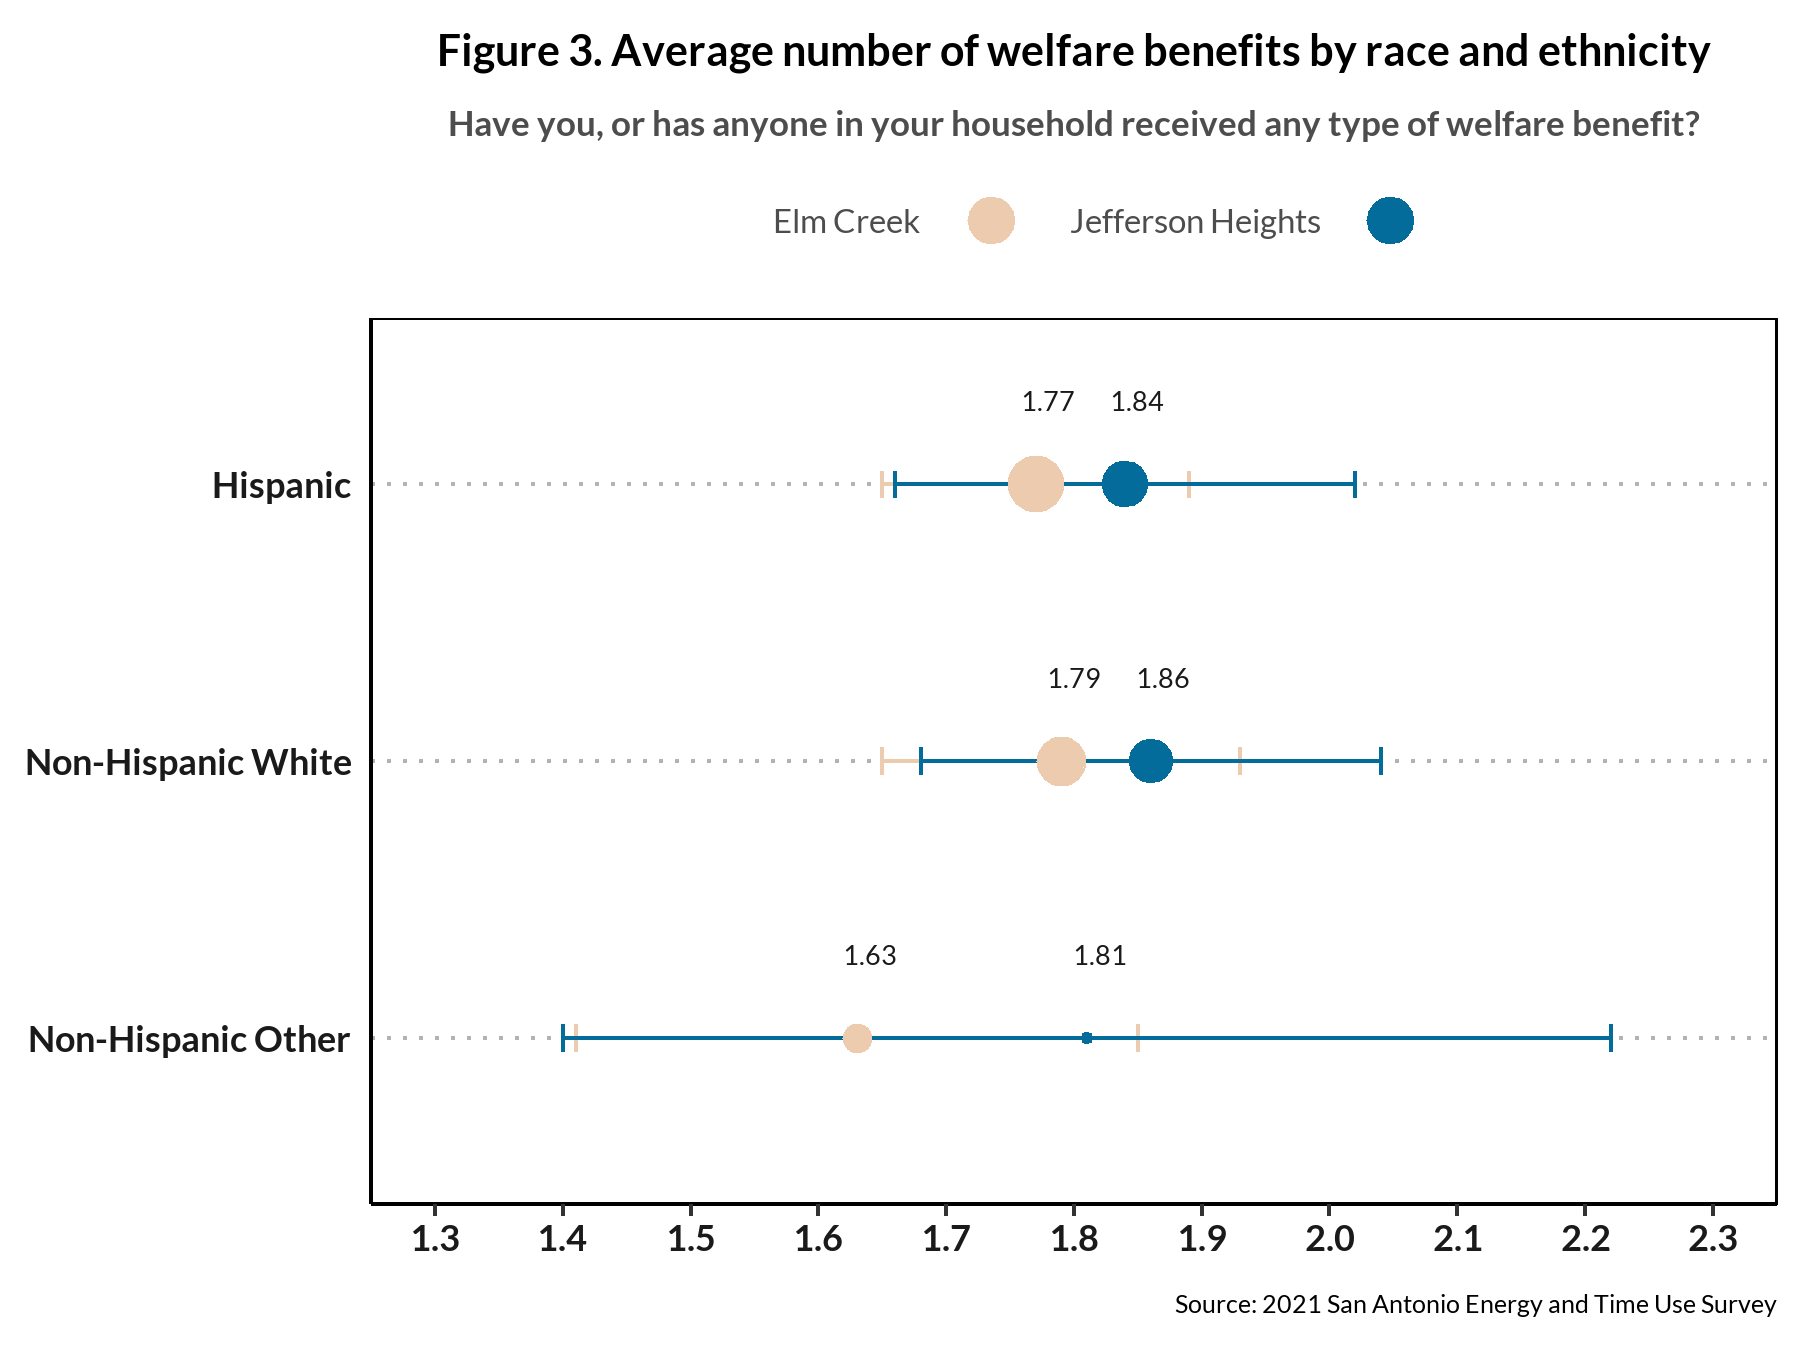 Figure 3. Average number of welfare benefits by race and ethnicity
Have you, or has anyone in your household received any type of welfare benefit?
Elm Creek Jefferson Heights
1.77 1.84
Hispanic
1.79 1.86
Non-Hispanic White
1.63 1.81
Non-Hispanic Other
1.3 1.4 1.5 1.6 1.7 1.8 1.9 2.0 2.1 2.2 2.3
Source: 2021 San Antonio Energy and Time Use Survey